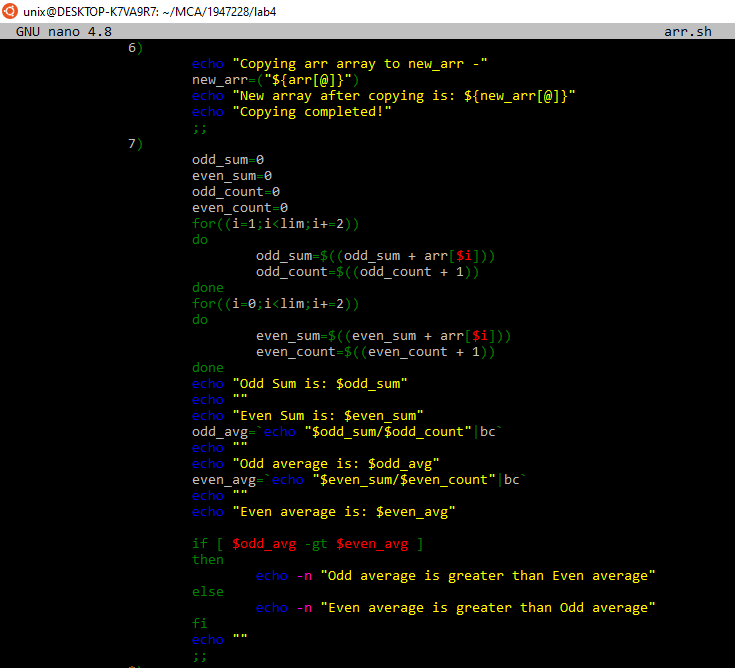 unix@DESKTOP-K7VA9R7: ~/MCA/1947228/lab4
GNU nano 4.8 arr.sh
6)
echo "Copying arr array to new_arr -"
new_arr=("${arr[@]}")
echo "New array after copying is: ${new_arr[@]}"
echo "Copying completed!"
;;
7)
odd_sum=0
even_sum=0
odd_count=0
even_count=0
for((i=1;i<lim;i+=2))
do
odd_sum=$((odd_sum + arr[$i]))
odd_count=$((odd_count + 1))
done
for((i=0;i<lim;i+=2))
do
even_sum=$((even_sum + arr[$i]))
even_count=$((even_count + 1))
done
echo "Odd Sum is: $odd_sum"
echo ""
echo "Even Sum is: $even_sum"
odd_avg=`echo "$odd_sum/$odd_count"|bc`
echo ""
echo "Odd average is: $odd_avg"
even_avg=`echo "$even_sum/$even_count"|bc`
echo ""
echo "Even average is: $even_avg"
if [ $odd_avg -gt $even_avg ]
then
echo -n "Odd average is greater than Even average"
else
echo -n "Even average is greater than Odd average"
fi
echo ""
;;